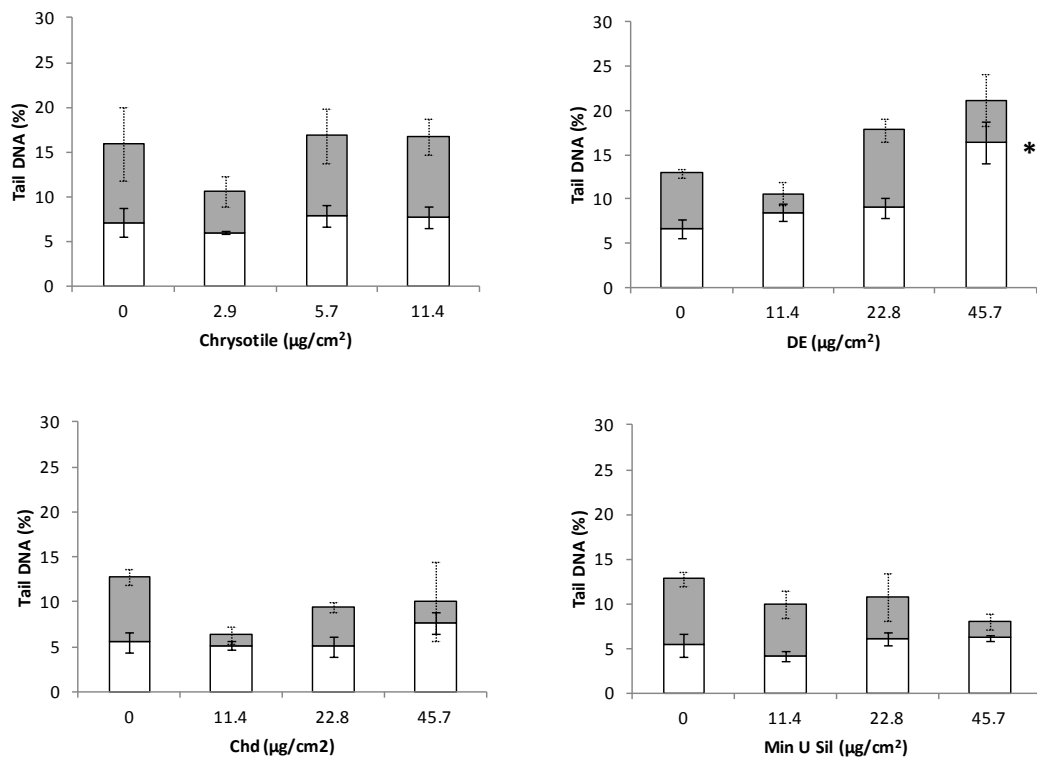 30
25
20
15
10
5
0
Tail DNA (%)
0 2.9 5.7 11.4
Chrysotile (µg/cm²)
30
25
20
15
10
5
0
Tail DNA (%)
*
0 11.4 22.8 45.7
DE (µg/cm²)
30
25
20
15
10
5
0
Tail DNA (%)
0 11.4 22.8 45.7
Chd (µg/cm2)
30
25
20
15
10
5
0
Tail DNA (%)
0 11.4 22.8 45.7
Min U Sil (µg/cm²)